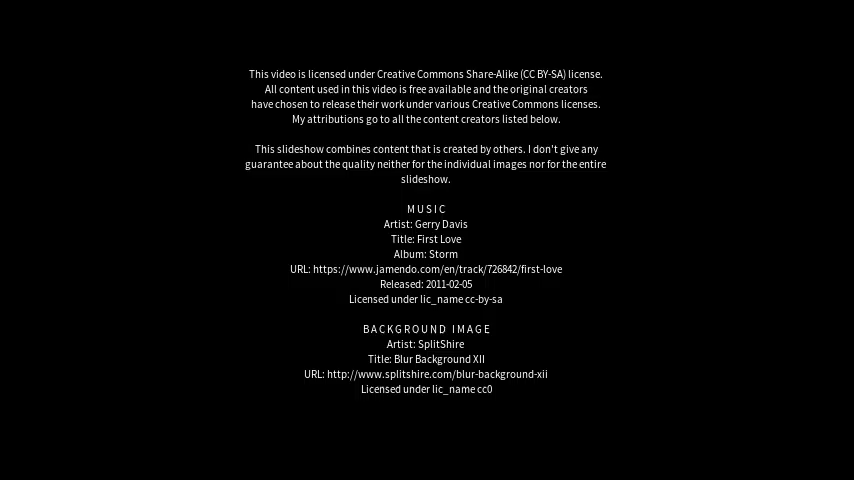 This video is licensed under Creative Commons Share-Alike (CC BY-SA) license.
All content used in this video is free available and the original creators
have chosen to release their work under various Creative Commons licenses.
My attributions go to all the content creators listed below.
This slideshow combines content that is created by others. I don't give any
guarantee about the quality neither for the individual images nor for the entire
slideshow.
MUSIC
Artist: Gerry Davis
Title: First Love
Album: Storm
URL: https://www.jamendo.com/en/track/726842/first-love
Released: 2011-02-05
Licensed under lic_name cc-by-sa
BACKGROUND IMAGE
Artist: SplitShire
Title: Blur Background XII
URL: http://www.splitshire.com/blur-background-xii
Licensed under lic_name cc0